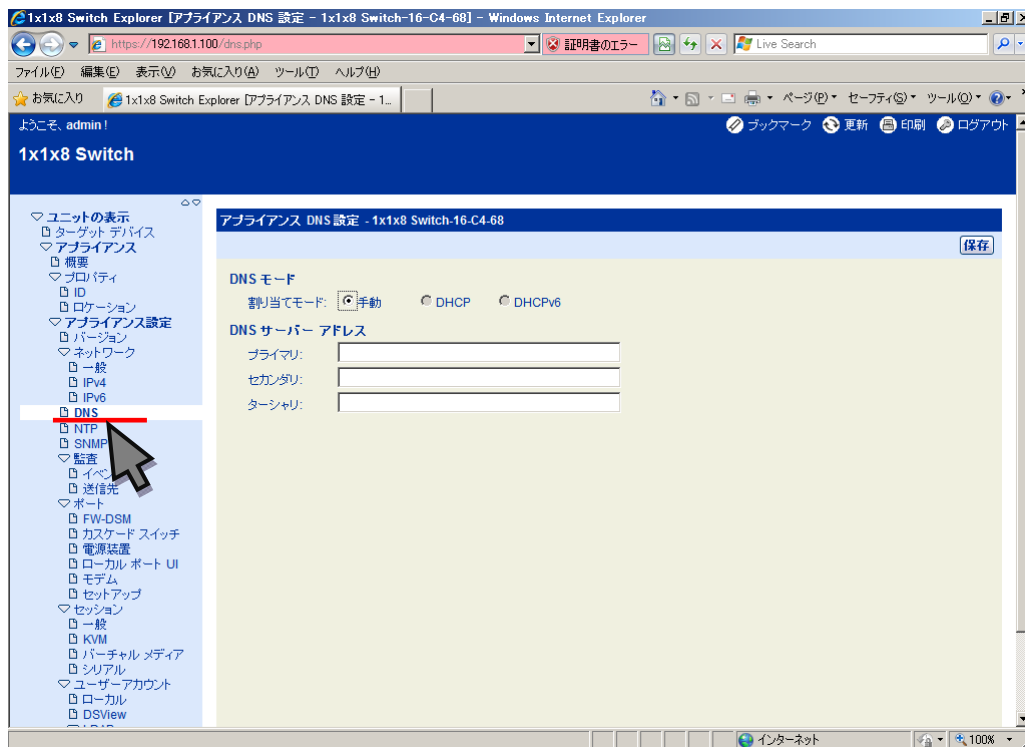 1x1x8 Switch Explorer [アプライアンス DNS 設定 - 1x1x8 Switch-16-C4-68] - Windows Internet Explorer
https://192.168.1.100/dns.php
証明書のエラー
Live Search
ファイル(F) 編集(E) 表示(V) お気に入り(A) ツール(T) ヘルプ(H)
お気に入り
1x1x8 Switch Explorer [アプライアンス DNS 設定 - 1...
ページ(P) セーフティ(S) ツール(O)
ようこそ、admin !
ブックマーク 更新 印刷 ログアウト
1x1x8 Switch
ユニットの表示
ターゲット デバイス
アプライアンス
概要
プロパティ
ID
ロケーション
アプライアンス設定
バージョン
ネットワーク
一般
IPv4
IPv6
DNS
NTP
SNMP
監査
送信先
ポート
FW-DSM
カスケード スイッチ
電源装置
ローカル ポート UI
モデム
セットアップ
セッション
一般
KVM
バーチャル メディア
シリアル
ユーザーアカウント
ローカル
DSView
アプライアンス DNS 設定 - 1x1x8 Switch-16-C4-68
保存
DNS モード
割り当てモード: 手動 DHCP DHCPv6
DNS サーバー アドレス
プライマリ:
セカンダリ:
ターシャリ:
インターネット
100%